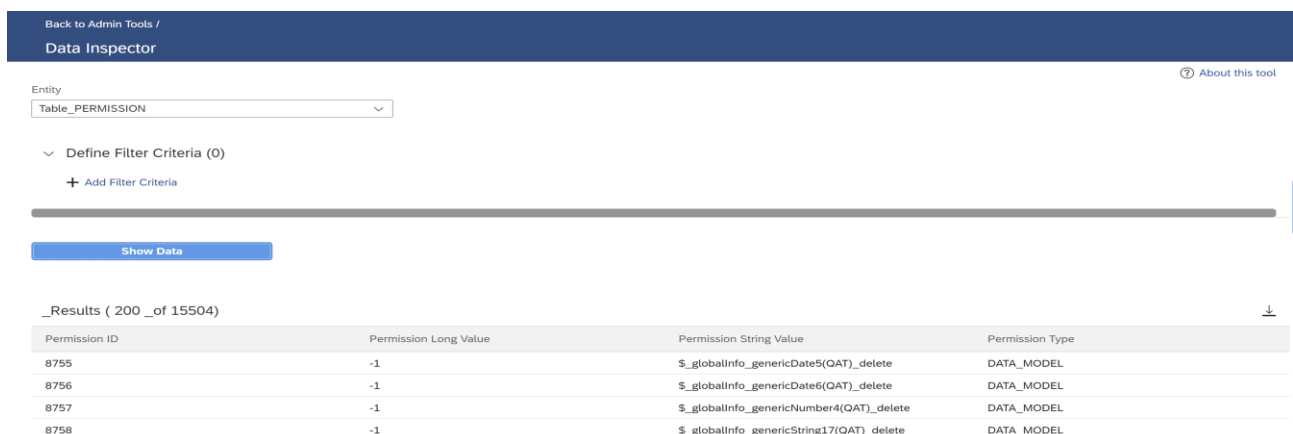 Back to Admin Tools /
Data Inspector
About this tool
Entity
Table_PERMISSION
Define Filter Criteria (0)
Add Filter Criteria
Show Data
_Results ( 200 _of 15504)
Permission ID Permission Long Value Permission String Value Permission Type
8755 -1 $_globalInfo_genericDate5(QAT)_delete DATA_MODEL
8756 -1 $_globalInfo_genericDate6(QAT)_delete DATA_MODEL
8757 -1 $_globalInfo_genericNumber4(QAT)_delete DATA_MODEL
8758 -1 $_globalInfo_genericString17(QAT)_delete DATA_MODEL